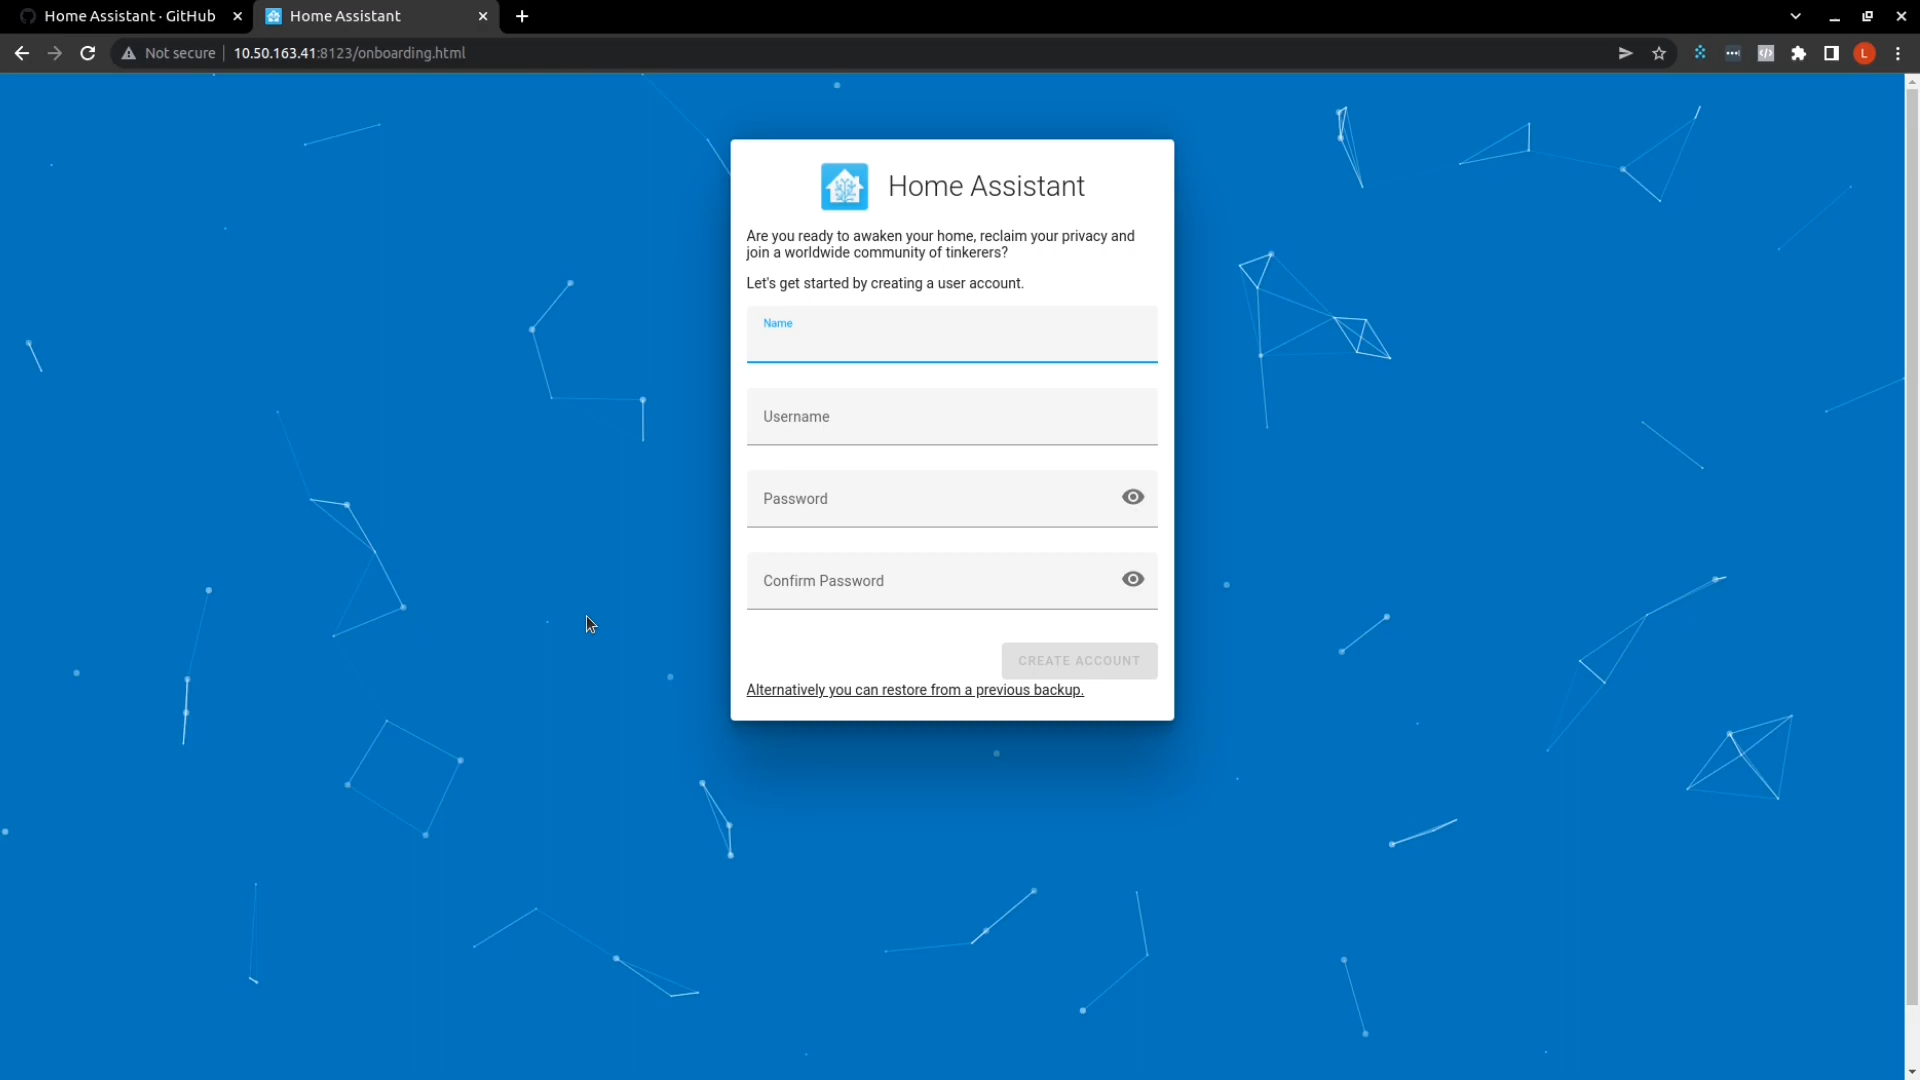 Home Assistant · GitHub
Home Assistant
Not secure
10.50.163.41:8123/onboarding.html
L
Home Assistant
Are you ready to awaken your home, reclaim your privacy and
join a worldwide community of tinkerers?
Let's get started by creating a user account.
Name
Username
Password
Confirm Password
CREATE ACCOUNT
Alternatively you can restore from a previous backup.